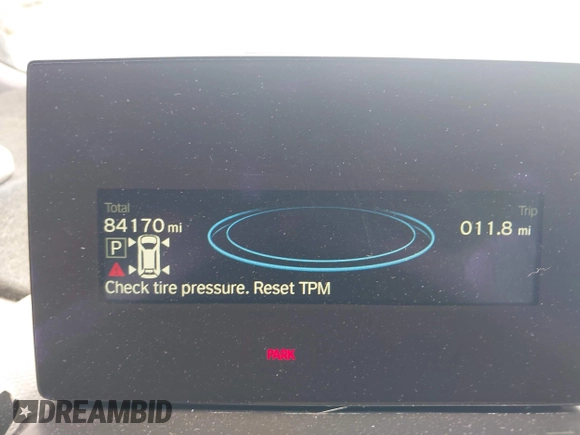 Total
Trip
84170 mi
011.8 mi
P
Check tire pressure. Reset TPM
PARK
DREAMBID